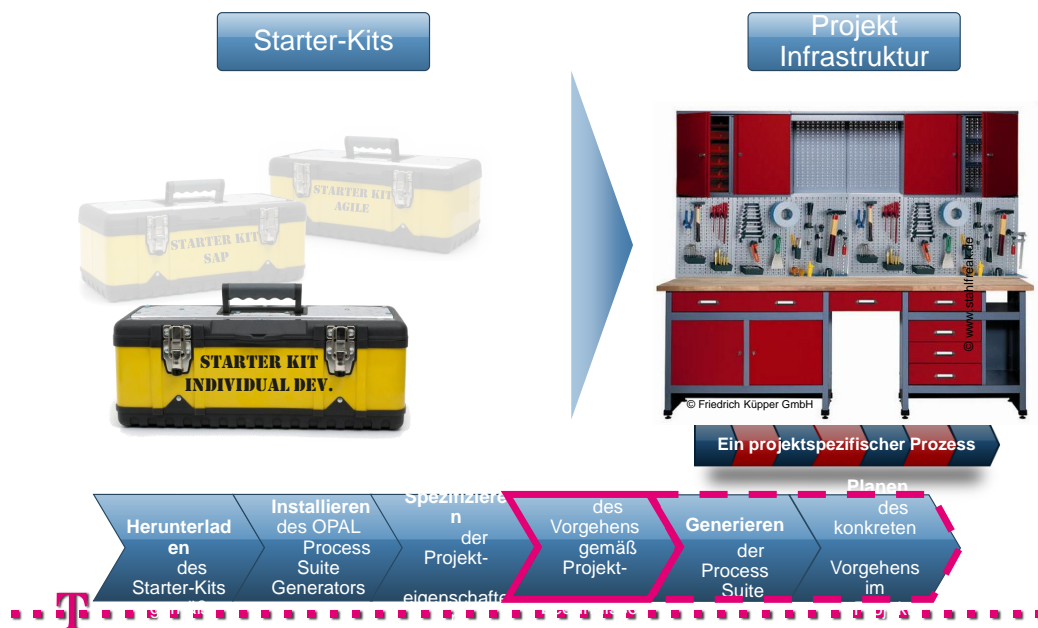 Starter-Kits
Projekt
Infrastruktur
STARTER KIT
AGILE
STARTER KIT
SAP
STARTER KIT
INDIVIDUAL DEV.
© www.stahlfreak.de
© Friedrich Küpper GmbH
Ein projektspezifischer Prozess
Herunterlad
en
des
Starter-Kits
Installieren
des OPAL
Process
Suite
Generators
Spezifiziere
n
der
Projekt-
eigenschafte
des
Vorgehens
gemäß
Projekt-
Generieren
der
Process
Suite
Planen
des
konkreten
Vorgehens
im
T